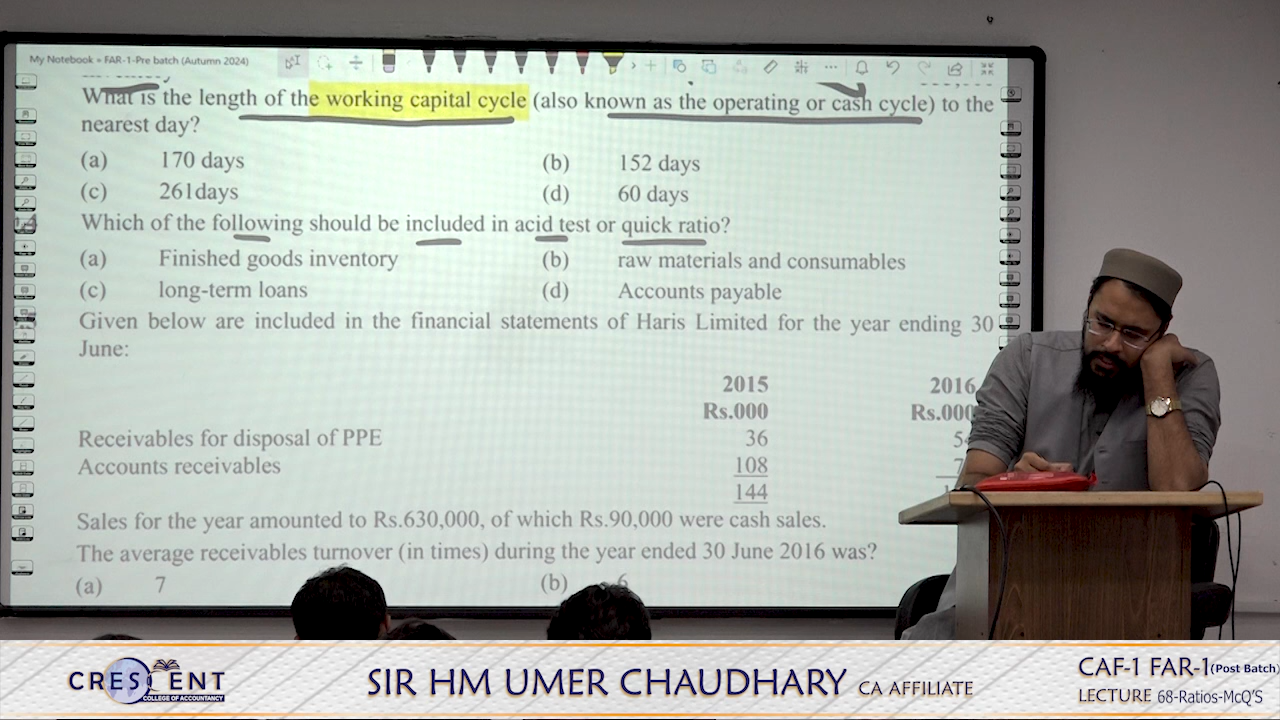 My Notebook » FAR-1-Pre batch (Autumn 2024)
What is the length of the working capital cycle (also known as the operating or cash cycle) to the
nearest day?
(a) 170 days (b) 152 days
(c) 261days (d) 60 days
Which of the following should be included in acid test or quick ratio?
(a) Finished goods inventory (b) raw materials and consumables
(c) long-term loans (d) Accounts payable
Given below are included in the financial statements of Haris Limited for the year ending 30
June:
2015 2016
Rs.000 Rs.000
Receivables for disposal of PPE 36
Accounts receivables 108
144
Sales for the year amounted to Rs.630,000, of which Rs.90,000 were cash sales.
The average receivables turnover (in times) during the year ended 30 June 2016 was?
(a) 7 (b) 6
CRESCENT
COLLEGE OF ACCOUNTANCY
SIR HM UMER CHAUDHARY CA AFFILIATE
CAF-1 FAR-1(Post Batch)
LECTURE 68-Ratios-McQ'S